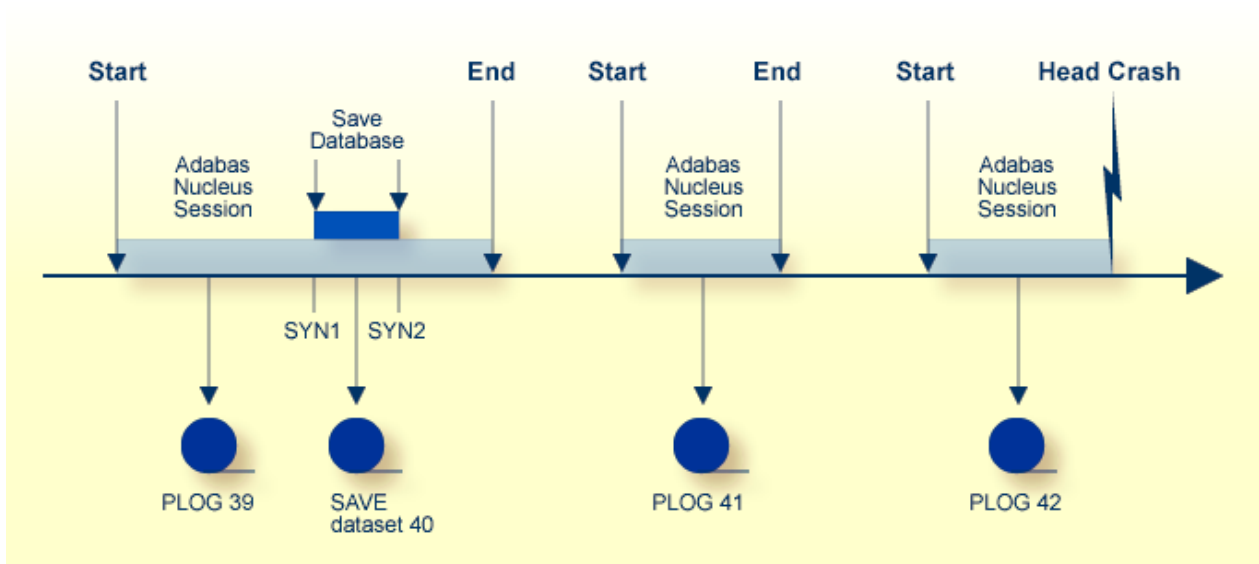 Start
End
Start
End
Start
Head Crash
Save
Database
Adabas
Nucleus
Session
Adabas
Nucleus
Session
Adabas
Nucleus
Session
SYN1
SYN2
PLOG 39
SAVE
dataset 40
PLOG 41
PLOG 42